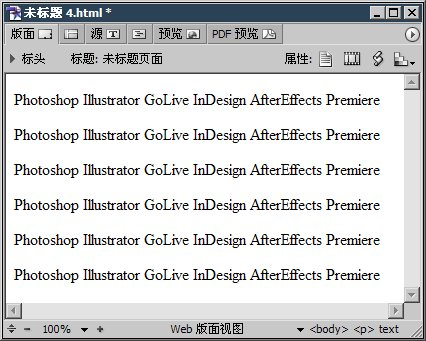 未标题 4.html *
版面 源 预览 PDF 预览
标头 标题: 未标题页面 属性:
Photoshop Illustrator GoLive InDesign AfterEffects Premiere
Photoshop Illustrator GoLive InDesign AfterEffects Premiere
Photoshop Illustrator GoLive InDesign AfterEffects Premiere
Photoshop Illustrator GoLive InDesign AfterEffects Premiere
Photoshop Illustrator GoLive InDesign AfterEffects Premiere
Photoshop Illustrator GoLive InDesign AfterEffects Premiere
100% Web 版面视图 <body> <p> text